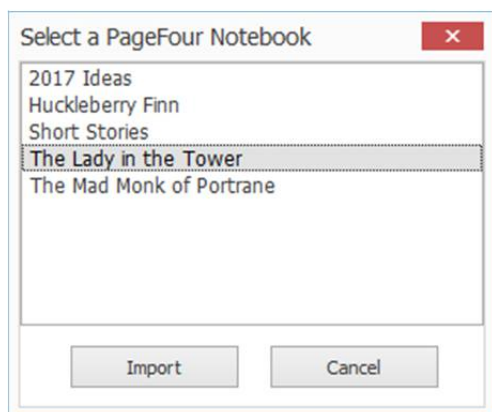 Select a PageFour Notebook
2017 Ideas
Huckleberry Finn
Short Stories
The Lady in the Tower
The Mad Monk of Portrane
Import Cancel